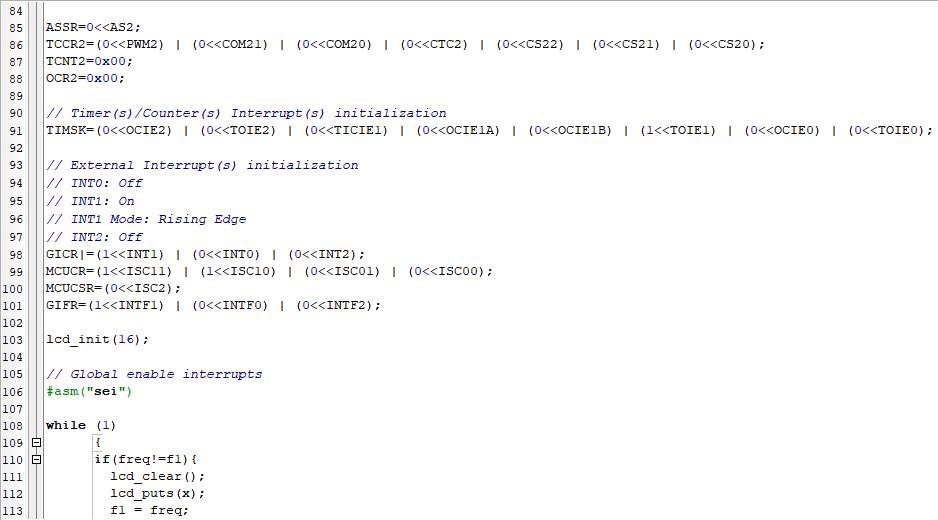 84
85 ASSR=0<<AS2;
86 TCCR2=(0<<PWM2) | (0<<COM21) | (0<<COM20) | (0<<CTC2) | (0<<CS22) | (0<<CS21) | (0<<CS20);
87 TCNT2=0x00;
88 OCR2=0x00;
89
90 // Timer(s)/Counter(s) Interrupt(s) initialization
91 TIMSK=(0<<OCIE2) | (0<<TOIE2) | (0<<TICIE1) | (0<<OCIE1A) | (0<<OCIE1B) | (1<<TOIE1) | (0<<OCIE0) | (0<<TOIE0);
92
93 // External Interrupt(s) initialization
94 // INT0: Off
95 // INT1: On
96 // INT1 Mode: Rising Edge
97 // INT2: Off
98 GICR|=(1<<INT1) | (0<<INT0) | (0<<INT2);
99 MCUCR=(1<<ISC11) | (1<<ISC10) | (0<<ISC01) | (0<<ISC00);
100 MCUCSR=(0<<ISC2);
101 GIFR=(1<<INTF1) | (0<<INTF0) | (0<<INTF2);
102
103 lcd_init(16);
104
105 // Global enable interrupts
106 #asm("sei")
107
108 while (1)
109 {
110 if(freq!=f1){
111 lcd_clear();
112 lcd_puts(x);
113 f1 = freq;